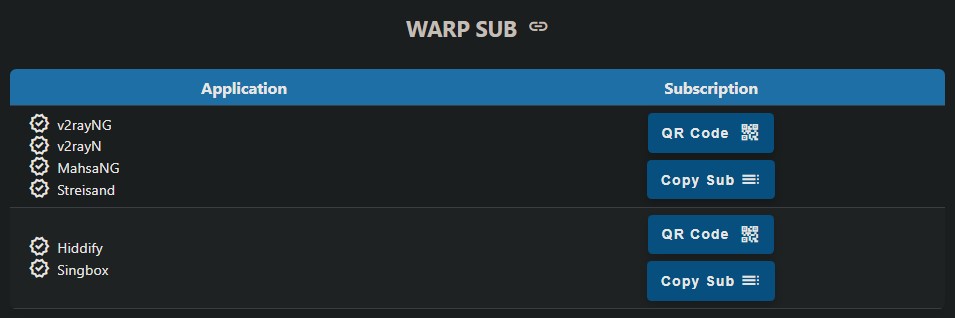 WARP SUB
Application Subscription
v2rayNG
v2rayN
MahsaNG
Streisand
QR Code
Copy Sub
Hiddify
Singbox
QR Code
Copy Sub